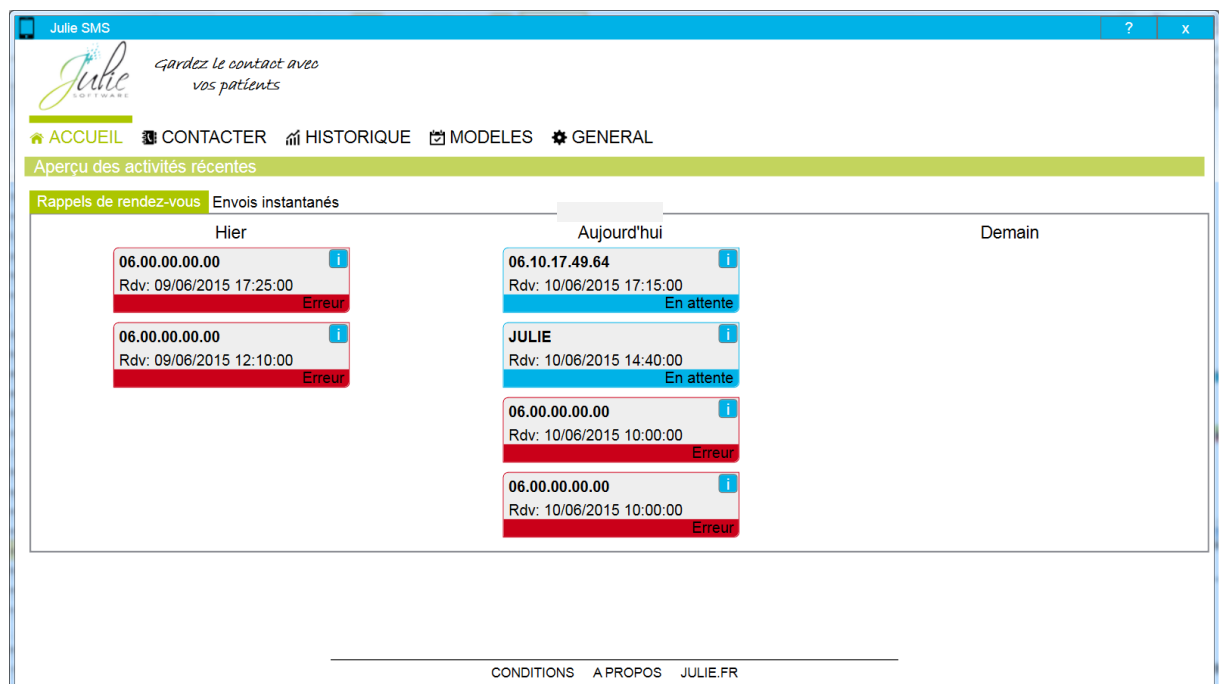 Julie SMS ? x
Julie
SOFTWARE
Gardez le contact avec
vos patients
ACCUEIL CONTACTER HISTORIQUE MODELES GENERAL
Aperçu des activités récentes
Rappels de rendez-vous Envois instantanés
Hier
06.00.00.00.00 i
Rdv: 09/06/2015 17:25:00
Erreur
06.00.00.00.00 i
Rdv: 09/06/2015 12:10:00
Erreur
Aujourd'hui
06.10.17.49.64 i
Rdv: 10/06/2015 17:15:00
En attente
JULIE i
Rdv: 10/06/2015 14:40:00
En attente
06.00.00.00.00 i
Rdv: 10/06/2015 10:00:00
Erreur
06.00.00.00.00 i
Rdv: 10/06/2015 10:00:00
Erreur
Demain
CONDITIONS A PROPOS JULIE.FR